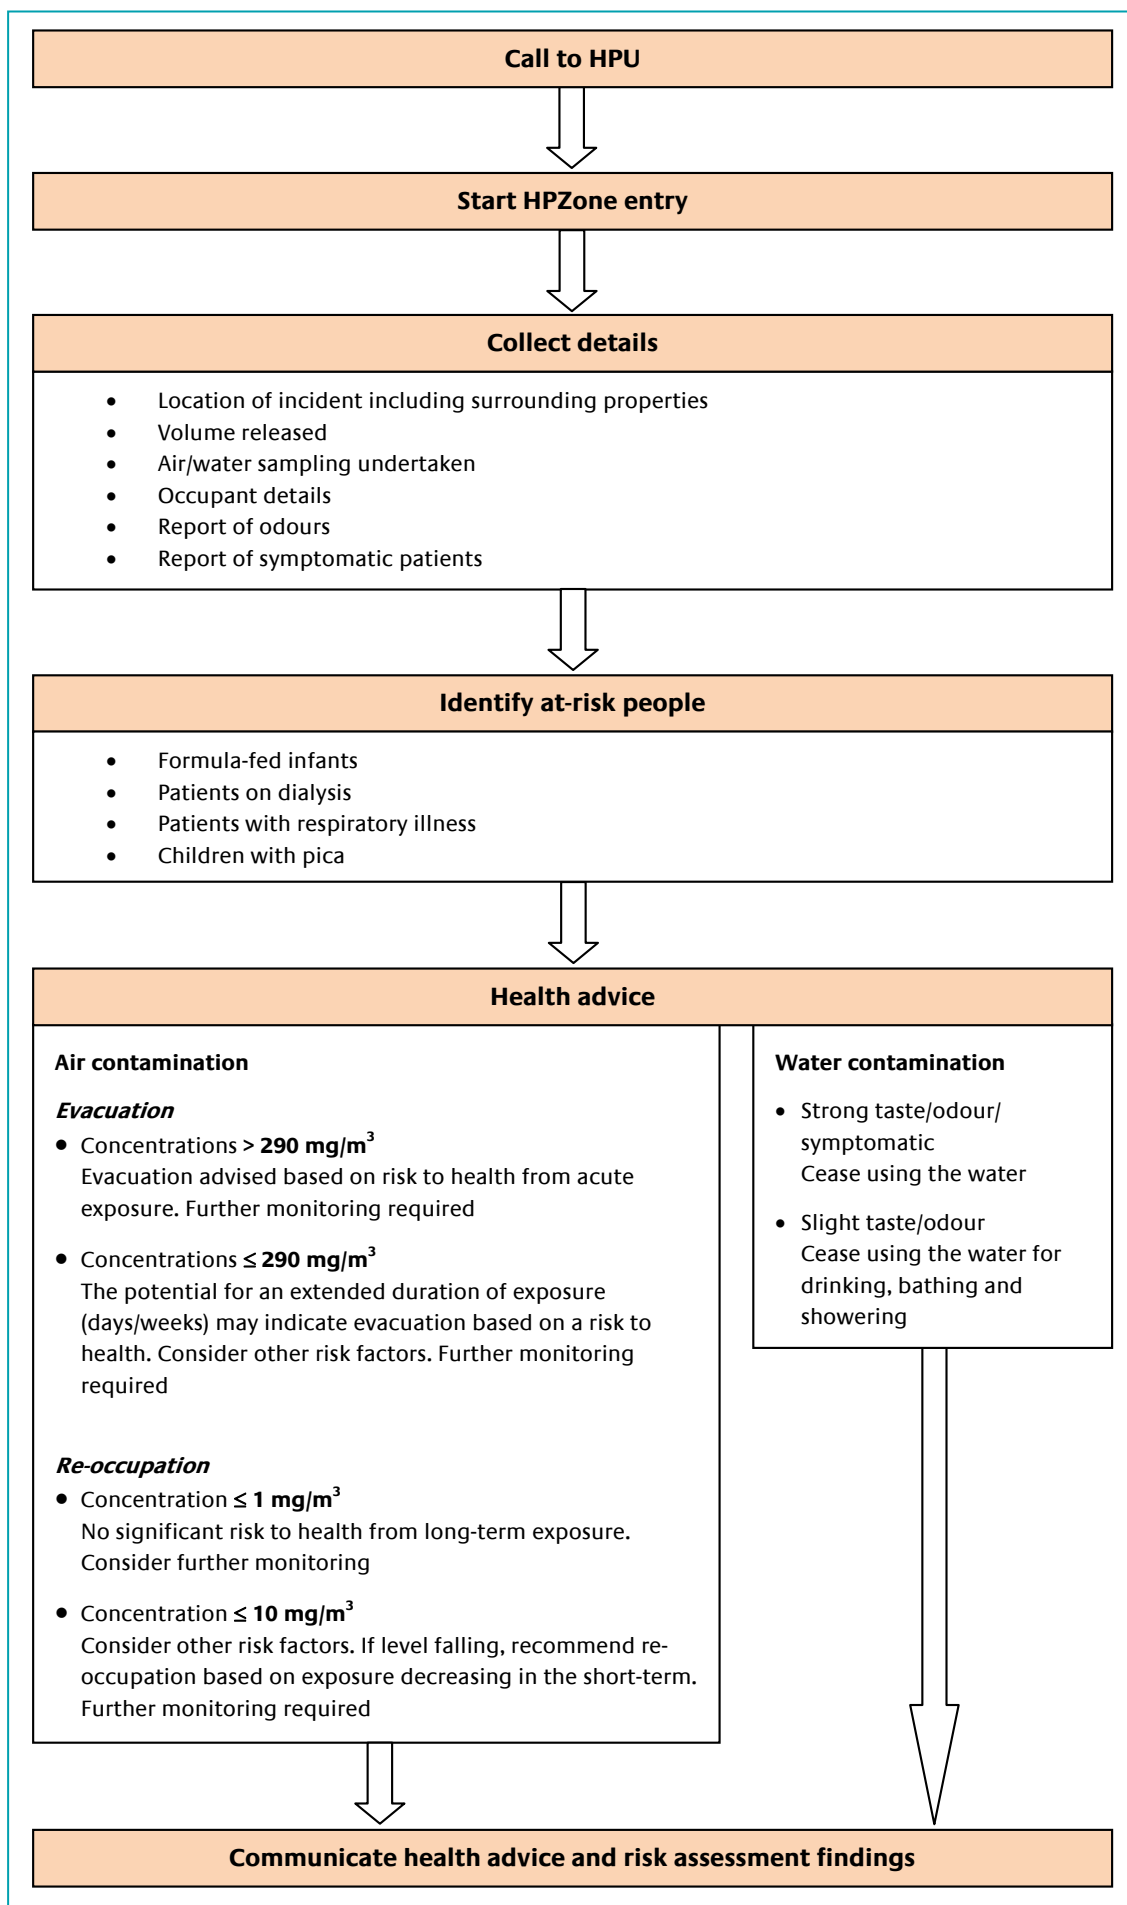 Call to HPU
Start HPZone entry
Collect details
• Location of incident including surrounding properties
• Volume released
• Air/water sampling undertaken
• Occupant details
• Report of odours
• Report of symptomatic patients
Identify at-risk people
• Formula-fed infants
• Patients on dialysis
• Patients with respiratory illness
• Children with pica
Health advice
Air contamination
Evacuation
• Concentrations > 290 mg/m³
Evacuation advised based on risk to health from acute
exposure. Further monitoring required
• Concentrations ≤ 290 mg/m³
The potential for an extended duration of exposure
(days/weeks) may indicate evacuation based on a risk to
health. Consider other risk factors. Further monitoring
required
Re-occupation
• Concentration ≤ 1 mg/m³
No significant risk to health from long-term exposure.
Consider further monitoring
• Concentration ≤ 10 mg/m³
Consider other risk factors. If level falling, recommend re-
occupation based on exposure decreasing in the short-term.
Further monitoring required
Water contamination
• Strong taste/odour/
symptomatic
Cease using the water
• Slight taste/odour
Cease using the water for
drinking, bathing and
showering
Communicate health advice and risk assessment findings